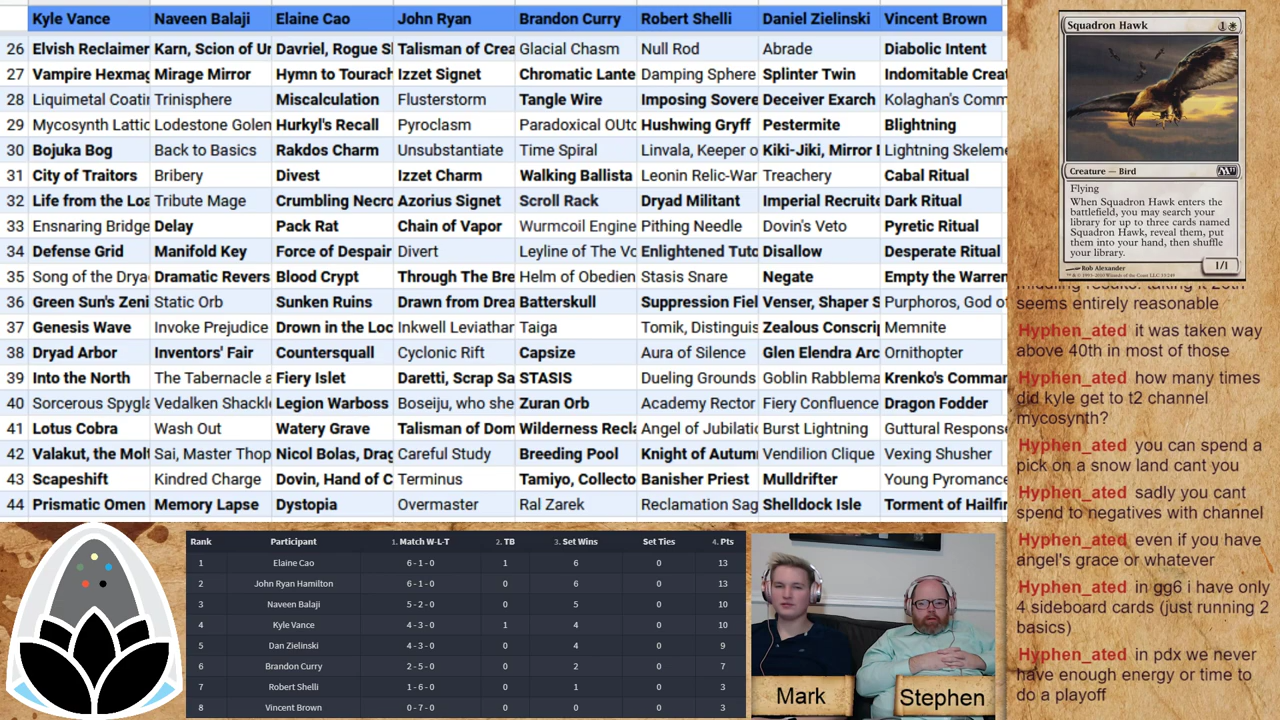 Kyle Vance Naveen Balaji Elaine Cao John Ryan Brandon Curry Robert Shelli Daniel Zielinski Vincent Brown
26 Elvish Reclaimer Karn, Scion of Ur Davriel, Rogue S Talisman of Crea Glacial Chasm Null Rod Abrade Diabolic Intent
27 Vampire Hexmag Mirage Mirror Hymn to Tourach Izzet Signet Chromatic Lante Damping Sphere Splinter Twin Indomitable Creat
28 Liquimetal Coatin Trinisphere Miscalculation Flusterstorm Tangle Wire Imposing Sovere Deceiver Exarch Kolaghan's Comm
29 Mycosynth Lattic Lodestone Golen Hurkyl's Recall Pyroclasm Paradoxical OUtc Hushwing Gryff Pestermite Blightning
30 Bojuka Bog Back to Basics Rakdos Charm Unsubstantiate Time Spiral Linvala, Keeper o Kiki-Jiki, Mirror Lightning Skeleme
31 City of Traitors Bribery Divest Izzet Charm Walking Ballista Leonin Relic-War Treachery Cabal Ritual
32 Life from the Loa Tribute Mage Crumbling Necro Azorius Signet Scroll Rack Dryad Militant Imperial Recruite Dark Ritual
33 Ensnaring Bridge Delay Pack Rat Chain of Vapor Wurmcoil Engine Pithing Needle Dovin's Veto Pyretic Ritual
34 Defense Grid Manifold Key Force of Despair Divert Leyline of The Vo Enlightened Tuto Disallow Desperate Ritual
35 Song of the Drya Dramatic Revers Blood Crypt Through The Bre Helm of Obedien Stasis Snare Negate Empty the Warren
36 Green Sun's Zeni Static Orb Sunken Ruins Drawn from Drea Batterskull Suppression Fiel Venser, Shaper S Purphoros, God o
37 Genesis Wave Invoke Prejudice Drown in the Loc Inkwell Leviathan Taiga Tomik, Distinguis Zealous Conscrip Memnite
38 Dryad Arbor Inventors' Fair Countersquall Cyclonic Rift Capsize Aura of Silence Glen Elendra Arc Ornithopter
39 Into the North The Tabernacle a Fiery Islet Daretti, Scrap Sa STASIS Dueling Grounds Goblin Rabblema Krenko's Comman
40 Sorcerous Spygla Vedalken Shackle Legion Warboss Boseiju, who she Zuran Orb Academy Rector Fiery Confluence Dragon Fodder
41 Lotus Cobra Wash Out Watery Grave Talisman of Dom Wilderness Recla Angel of Jubilatio Burst Lightning Guttural Response
42 Valakut, the Molt Sai, Master Thop Nicol Bolas, Drag Careful Study Breeding Pool Knight of Autum Vendilion Clique Vexing Shusher
43 Scapeshift Kindred Charge Dovin, Hand of C Terminus Tamiyo, Collecto Banisher Priest Mulldrifter Young Pyromance
44 Prismatic Omen Memory Lapse Dystopia Overmaster Ral Zarek Reclamation Sag Shelldock Isle Torment of Hailfir
Squadron Hawk 1
Creature — Bird M11
Flying
When Squadron Hawk enters the
battlefield, you may search your
library for up to three cards named
Squadron Hawk, reveal them, put
them into your hand, then shuffle
your library.
1/1
Rob Alexander
middling results. taking it 26th
seems entirely reasonable
Hyphen_ated it was taken way
above 40th in most of those
Hyphen_ated how many times
did kyle get to t2 channel
mycosynth?
Hyphen_ated you can spend a
pick on a snow land cant you
Hyphen_ated sadly you cant
spend to negatives with channel
Hyphen_ated even if you have
angel's grace or whatever
Hyphen_ated in gg6 i have only
4 sideboard cards (just running 2
basics)
Hyphen_ated in pdx we never
have enough energy or time to
do a playoff
Rank Participant 1. Match W-L-T 2. TB 3. Set Wins Set Ties 4. Pts
1 Elaine Cao 6 - 1 - 0 1 6 0 13
2 John Ryan Hamilton 6 - 1 - 0 0 6 0 13
3 Naveen Balaji 5 - 2 - 0 0 5 0 10
4 Kyle Vance 4 - 3 - 0 1 4 0 10
5 Dan Zielinski 4 - 3 - 0 0 4 0 9
6 Brandon Curry 2 - 5 - 0 0 2 0 7
7 Robert Shelli 1 - 6 - 0 0 1 0 3
8 Vincent Brown 0 - 7 - 0 0 0 0 3
Mark
Stephen